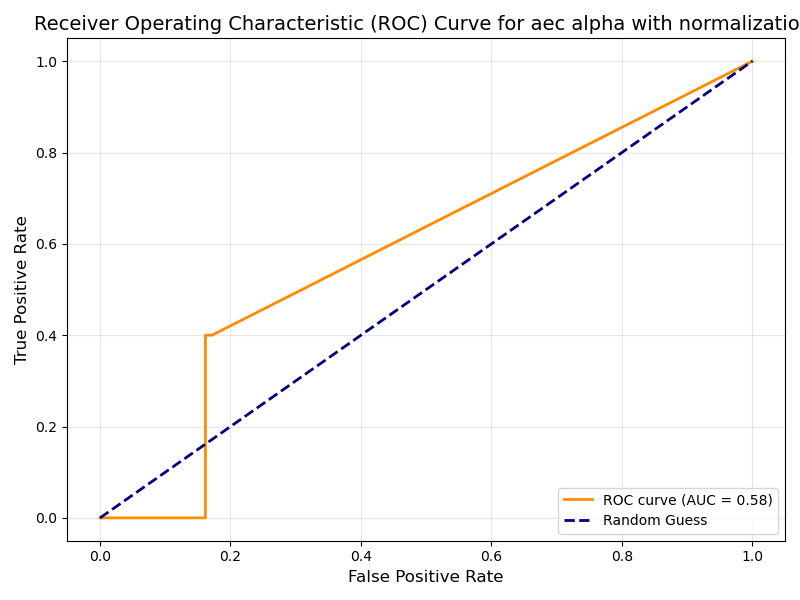 Receiver Operating Characteristic (ROC) Curve for aec alpha with normalizatio
1.0
0.8
0.6
0.4
0.2
0.0
True Positive Rate
ROC curve (AUC = 0.58)
Random Guess
0.0 0.2 0.4 0.6 0.8 1.0
False Positive Rate